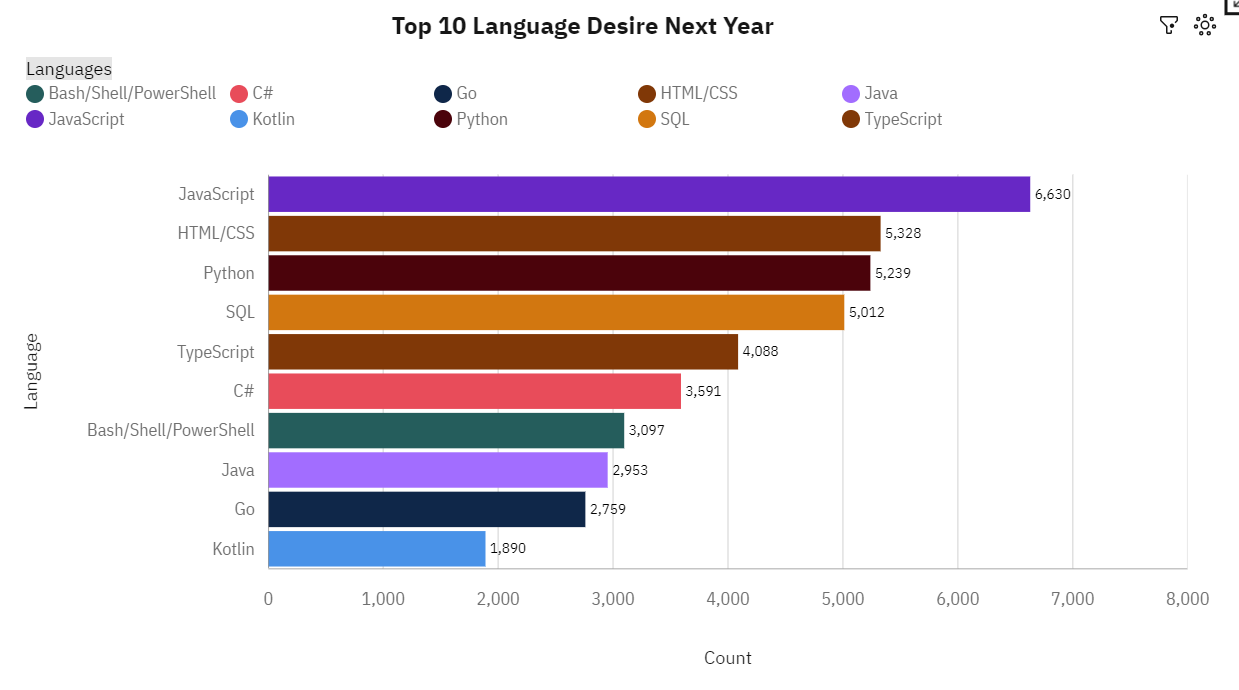 Top 10 Language Desire Next Year
Languages
Bash/Shell/PowerShell C# Go HTML/CSS Java
JavaScript Kotlin Python SQL TypeScript
JavaScript 6,630
HTML/CSS 5,328
Python 5,239
SQL 5,012
TypeScript 4,088
C# 3,591
Bash/Shell/PowerShell 3,097
Java 2,953
Go 2,759
Kotlin 1,890
Language
0 1,000 2,000 3,000 4,000 5,000 6,000 7,000 8,000
Count